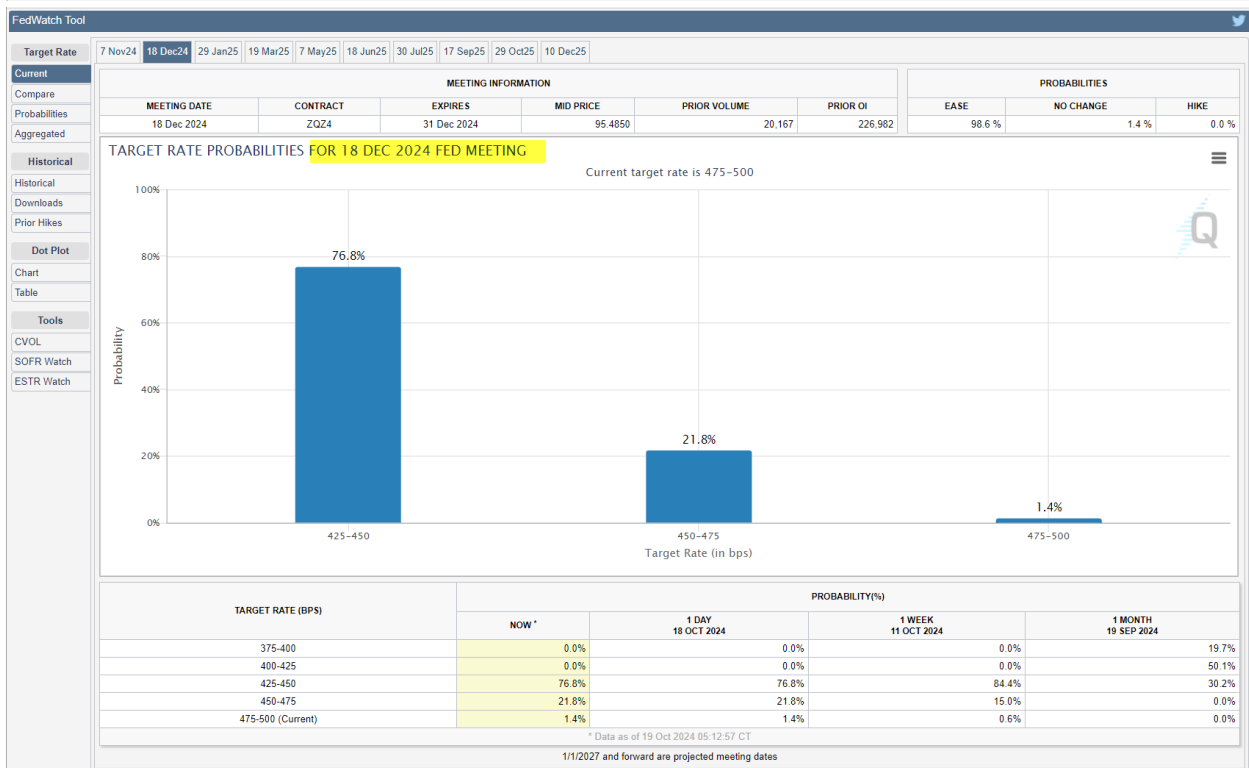 FedWatch Tool
Target Rate
Current
Compare
Probabilities
Aggregated
Historical
Historical
Downloads
Prior Hikes
Dot Plot
Chart
Table
Tools
CVOL
SOFR Watch
ESTR Watch
7 Nov24 18 Dec24 29 Jan25 19 Mar25 7 May25 18 Jun25 30 Jul25 17 Sep25 29 Oct25 10 Dec25
MEETING INFORMATION
MEETING DATE CONTRACT EXPIRES MID PRICE PRIOR VOLUME PRIOR OI
18 Dec 2024 ZQZ4 31 Dec 2024 95.4850 20,167 226,982
PROBABILITIES
EASE NO CHANGE HIKE
98.6 % 1.4 % 0.0 %
TARGET RATE PROBABILITIES FOR 18 DEC 2024 FED MEETING
Current target rate is 475-500
Q
Probability
100%
80%
60%
40%
20%
0%
76.8%
21.8%
1.4%
425-450 450-475 475-500
Target Rate (in bps)
TARGET RATE (BPS) PROBABILITY(%)
NOW * 1 DAY 1 WEEK 1 MONTH
18 OCT 2024 11 OCT 2024 19 SEP 2024
375-400 0.0% 0.0% 0.0% 19.7%
400-425 0.0% 0.0% 0.0% 50.1%
425-450 76.8% 76.8% 84.4% 30.2%
450-475 21.8% 21.8% 15.0% 0.0%
475-500 (Current) 1.4% 1.4% 0.6% 0.0%
* Data as of 19 Oct 2024 05:12:57 CT
1/1/2027 and forward are projected meeting dates